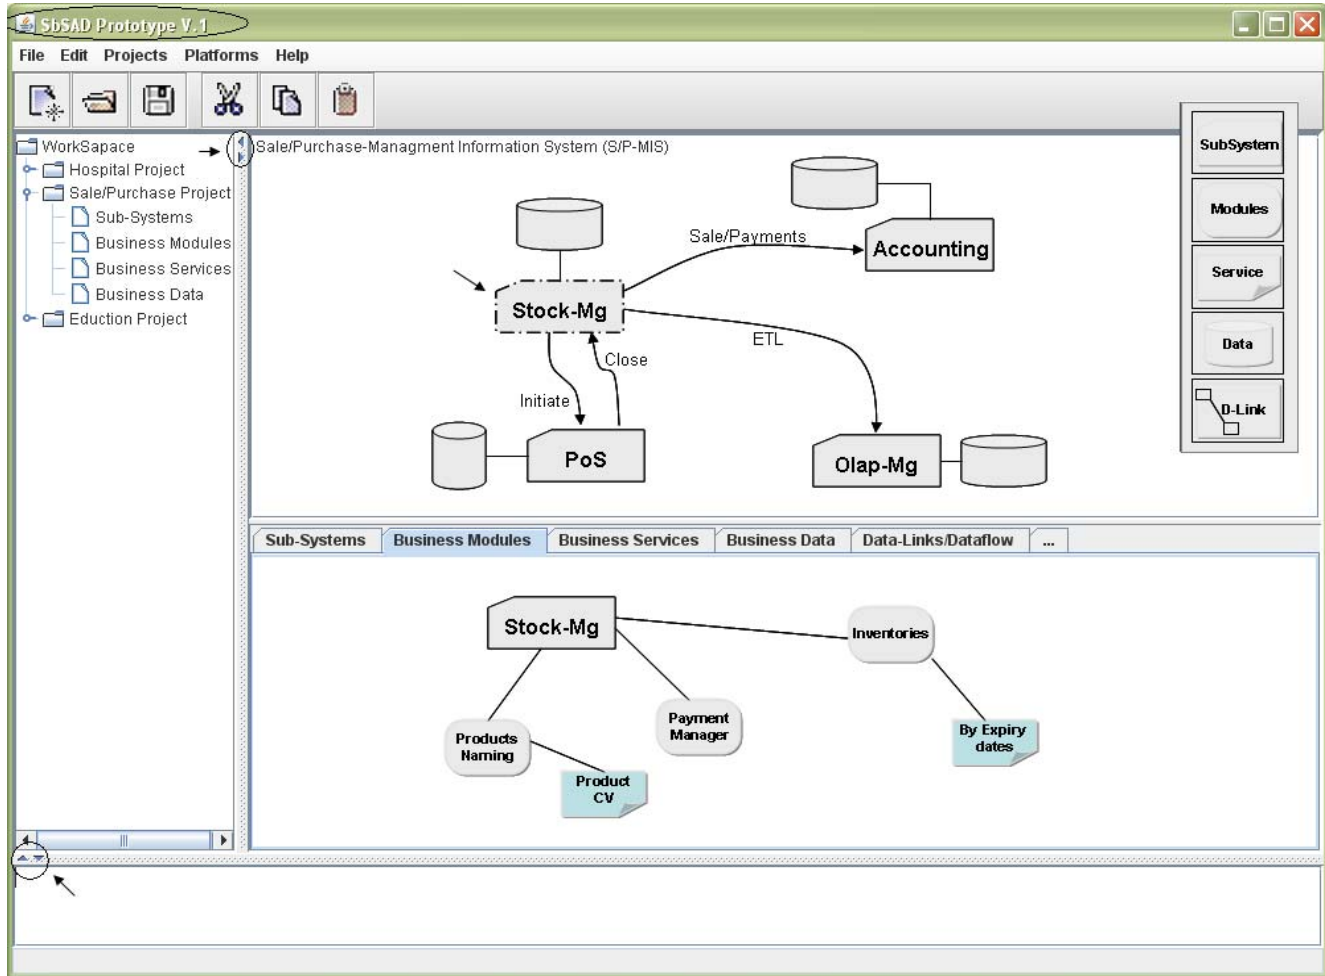 SbSAD Prototype V.1
File Edit Projects Platforms Help
WorkSapace
Hospital Project
Sale/Purchase Project
Sub-Systems
Business Modules
Business Services
Business Data
Eduction Project
Sale/Purchase-Managment Information System (S/P-MIS)
Sale/Payments
Accounting
Stock-Mg
ETL
Close
Initiate
PoS
Olap-Mg
SubSystem
Modules
Service
Data
D-Link
Sub-Systems Business Modules Business Services Business Data Data-Links/Dataflow ...
Stock-Mg
Inventories
Payment
Manager
Products
Naming
By Expiry
dates
Product
CV